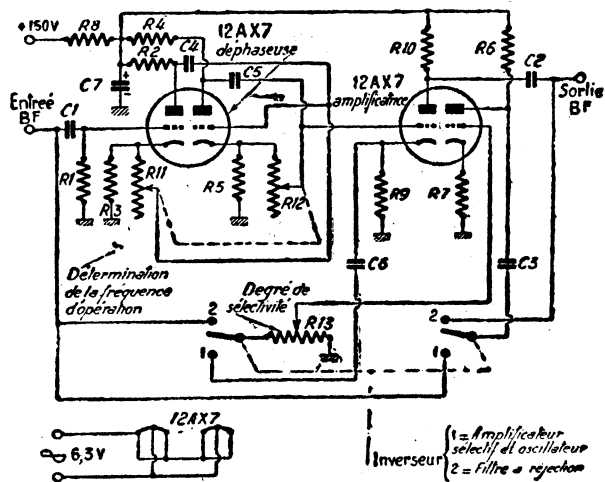 +150V
R8
R4
R2
C4
C5
C7
12AX7
déphaseuse
12AX7
amplificatrice
R10
R6
C2
Sortie
BF
Entreé
BF
C1
R1
R3
R11
R5
R12
R9
R7
C6
C3
Détermination
de la fréquence
d'opération
Degré de
sélectivité
R13
2
1
2
1
12AX7
6,3V
Inverseur
1 = Amplificateur
sélectif et oscillateur
2 = Filtre a réjection